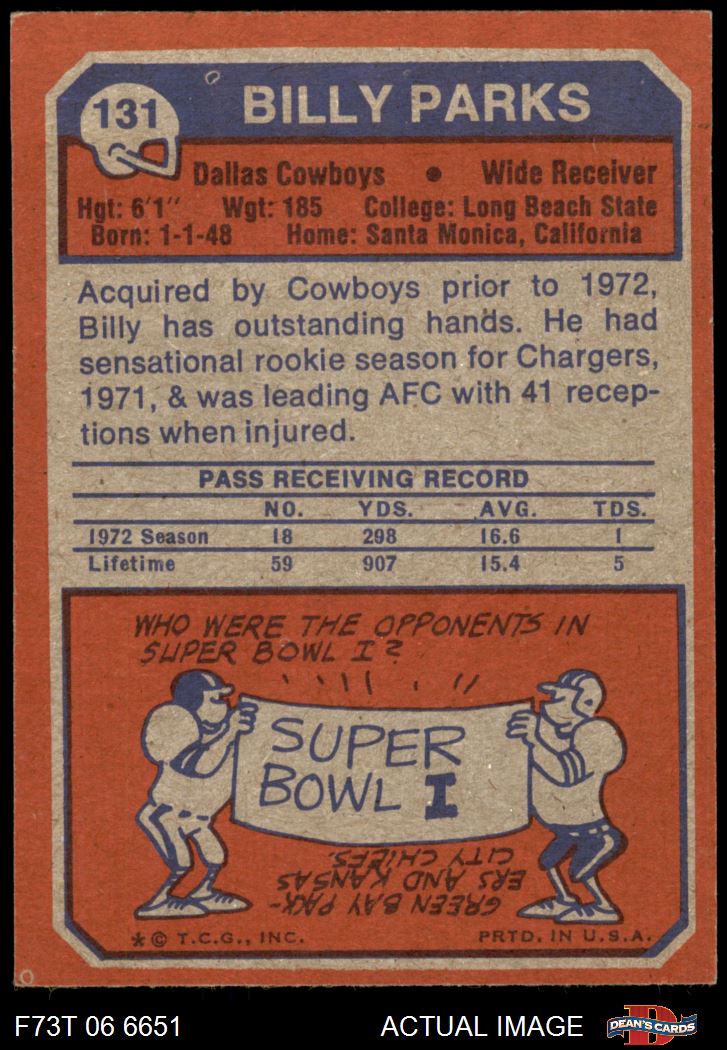 131
BILLY PARKS
Dallas Cowboys • Wide Receiver
Hgt: 6'1" Wgt: 185 College: Long Beach State
Born: 1-1-48 Home: Santa Monica, California
Acquired by Cowboys prior to 1972,
Billy has outstanding hands. He had
sensational rookie season for Chargers,
1971, & was leading AFC with 41 recep-
tions when injured.
PASS RECEIVING RECORD
NO. YDS. AVG. TDS.
1972 Season 18 298 16.6 1
Lifetime 59 907 15.4 5
WHO WERE THE OPPONENTS IN
SUPER BOWL I?
SUPER
BOWL I
GREEN BAY PACK-
ERS AND KANSAS
CITY CHIEFS.
* © T.C.G., INC. PRTD. IN U.S.A.
F73T 06 6651 ACTUAL IMAGE DEAN'S CARDS